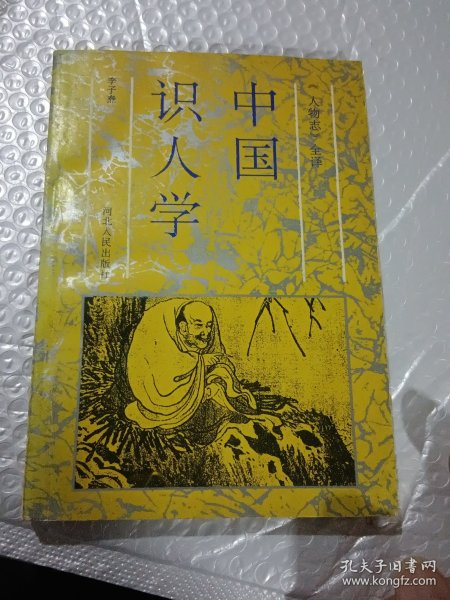 《人物志》全译
中国
识人学
李子燊
河北人民出版社
孔夫子旧书网
www.kongfz.com